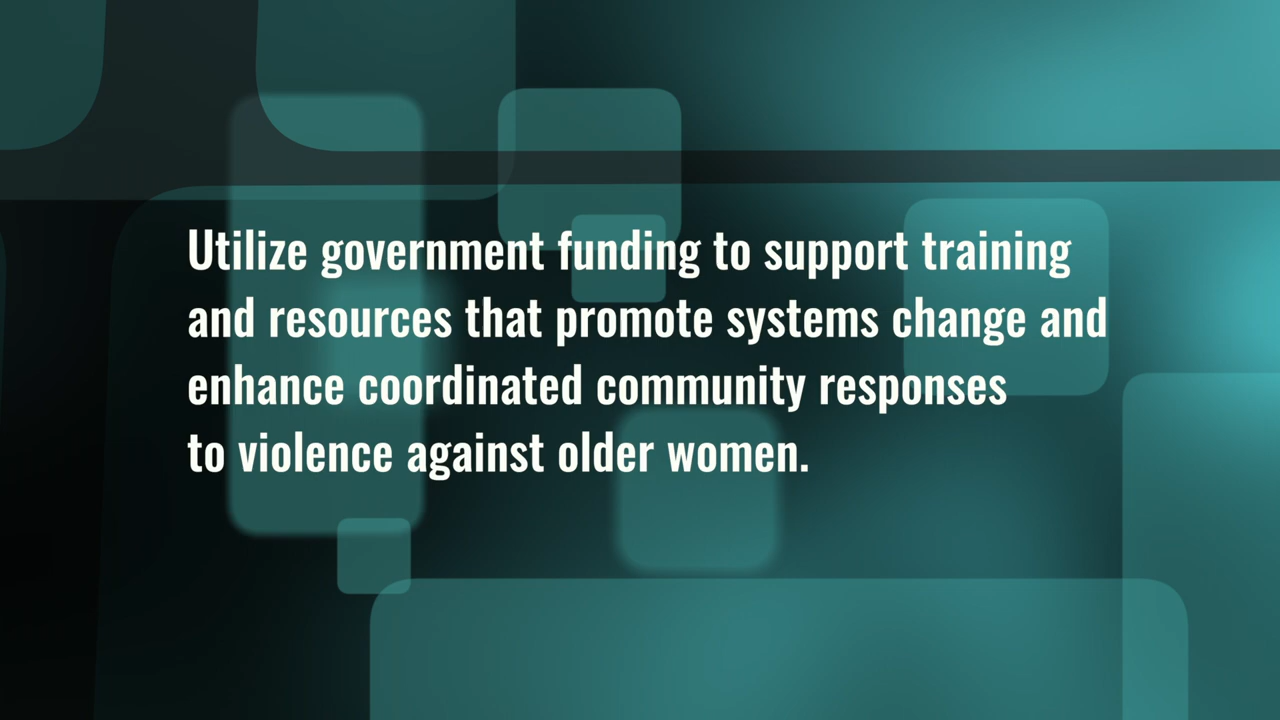 Utilize government funding to support training
and resources that promote systems change and
enhance coordinated community responses
to violence against older women.